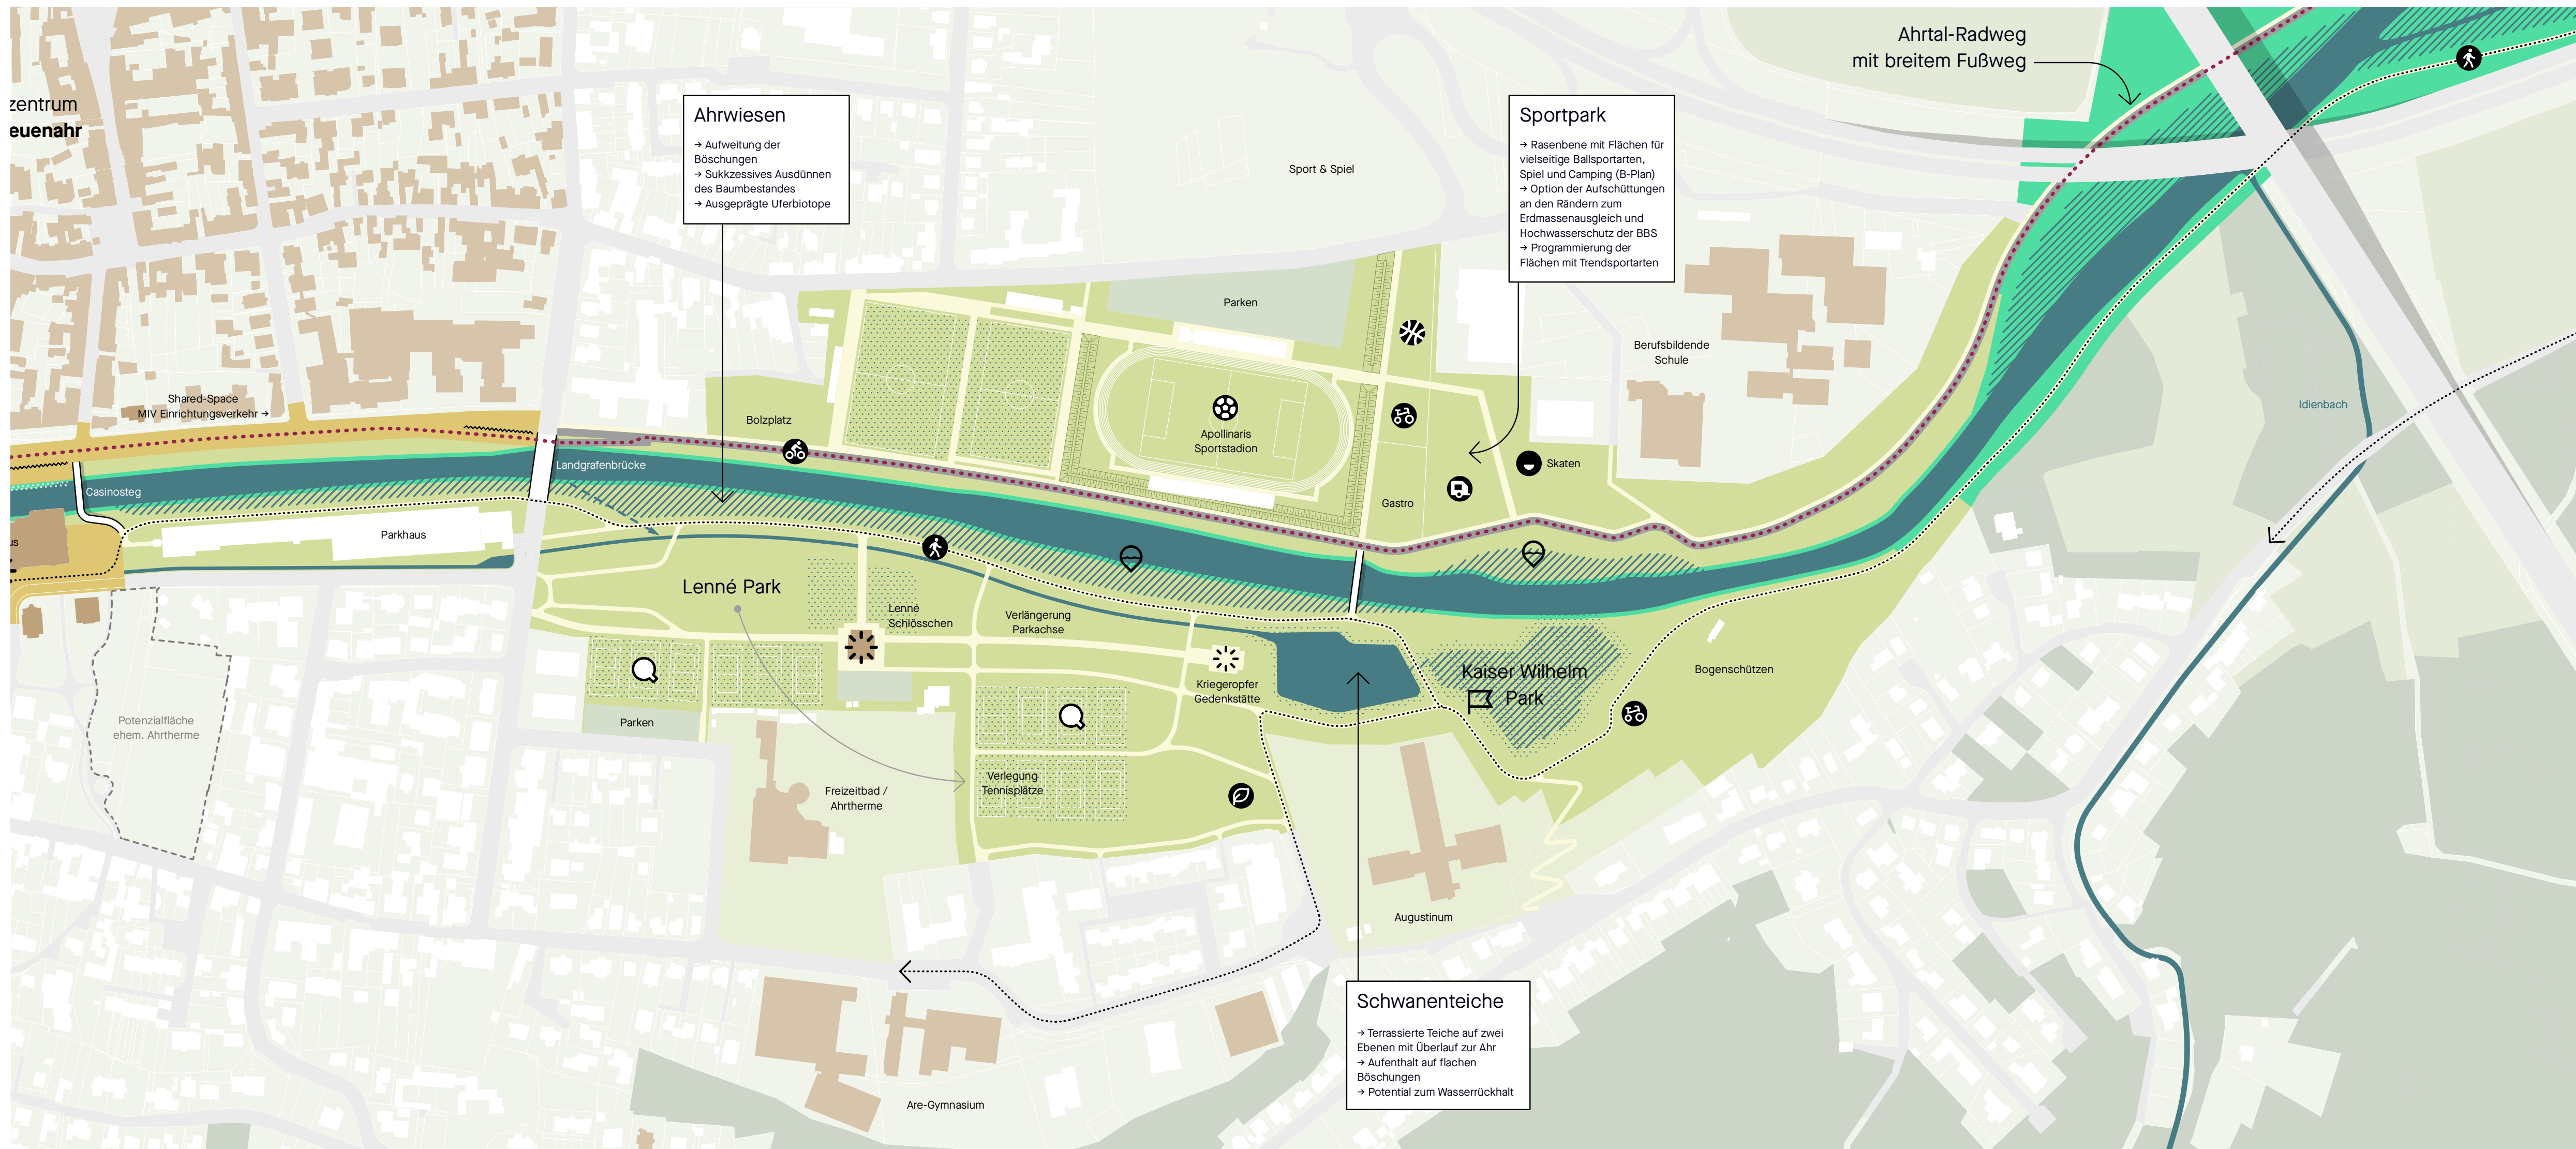 Ahrtal-Radweg
mit breitem Fußweg
zentrum
euenahr
Ahrwiesen
→ Aufweitung der
Böschungen
→ Sukkzessives Ausdünnen
des Baumbestandes
→ Ausgeprägte Uferbiotope
Sportpark
→ Rasenbene mit Flächen für
vielseitige Ballsportarten,
Spiel und Camping (B-Plan)
→ Option der Aufschüttungen
an den Rändern zum
Erdmassenausgleich und
Hochwasserschutz der BBS
→ Programmierung der
Flächen mit Trendsportarten
Sport & Spiel
Parken
Berufsbildende
Schule
Shared-Space
MIV Einrichtungsverkehr →
Bolzplatz
Apollinaris
Sportstadion
Idienbach
Landgrafenbrücke
Skaten
Casinosteg
Gastro
Parkhaus
us
Lenné Park
Lenné
Schlösschen
Verlängerung
Parkachse
Kriegeropfer
Gedenkstätte
Kaiser Wilhelm
Park
Bogenschützen
Potenzialfläche
ehem. Ahrtherme
Parken
Verlegung
Tennisplätze
Freizeitbad /
Ahrtherme
Augustinum
Schwanenteiche
→ Terrassierte Teiche auf zwei
Ebenen mit Überlauf zur Ahr
→ Aufenthalt auf flachen
Böschungen
→ Potential zum Wasserrückhalt
Are-Gymnasium